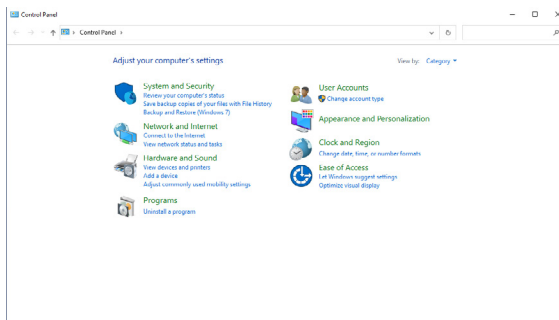 Control Panel
Control Panel
Adjust your computer's settings
View by: Category
System and Security
Review your computer's status
Save backup copies of your files with File History
Backup and Restore (Windows 7)
Network and Internet
Connect to the Internet
View network status and tasks
Hardware and Sound
View devices and printers
Add a device
Adjust commonly used mobility settings
Programs
Uninstall a program
User Accounts
Change account type
Appearance and Personalization
Clock and Region
Change date, time, or number formats
Ease of Access
Let Windows suggest settings
Optimize visual display